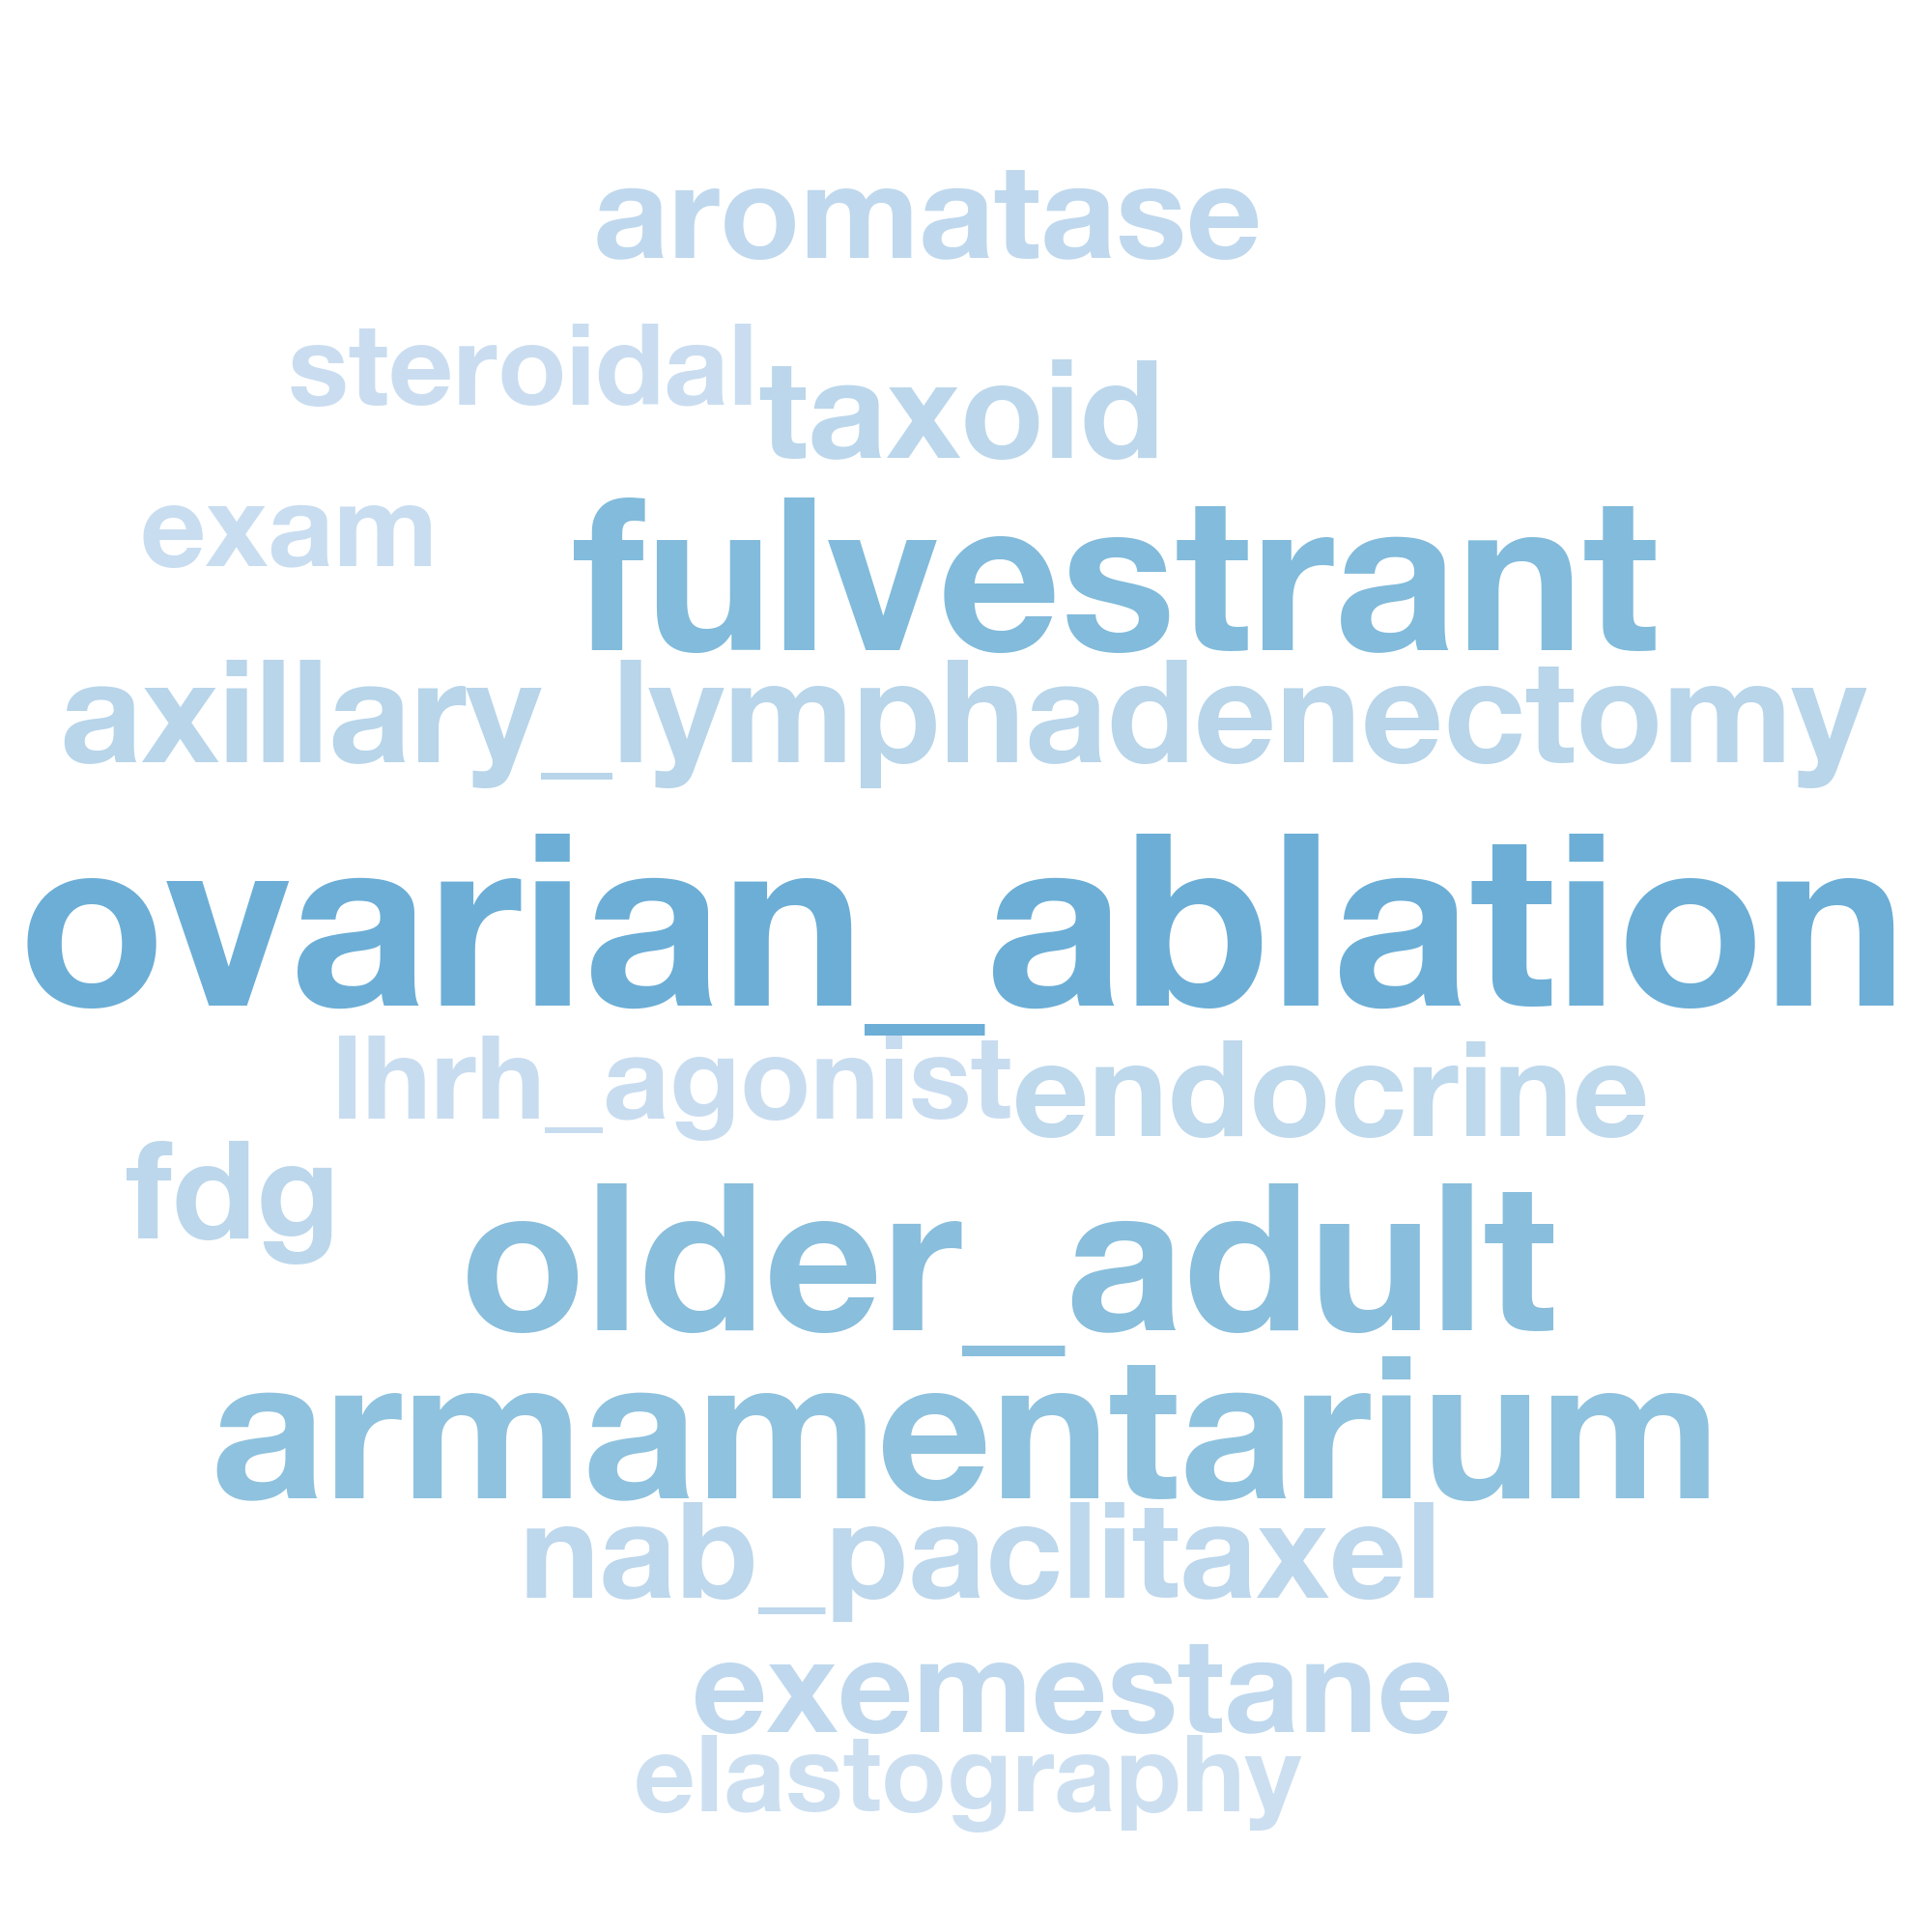 aromatase
steroidal
taxoid
exam
fulvestrant
axillary_lymphadenectomy
ovarian_ablation
lhrh_agonist
endocrine
fdg
older_adult
armamentarium
nab_paclitaxel
exemestane
elastography